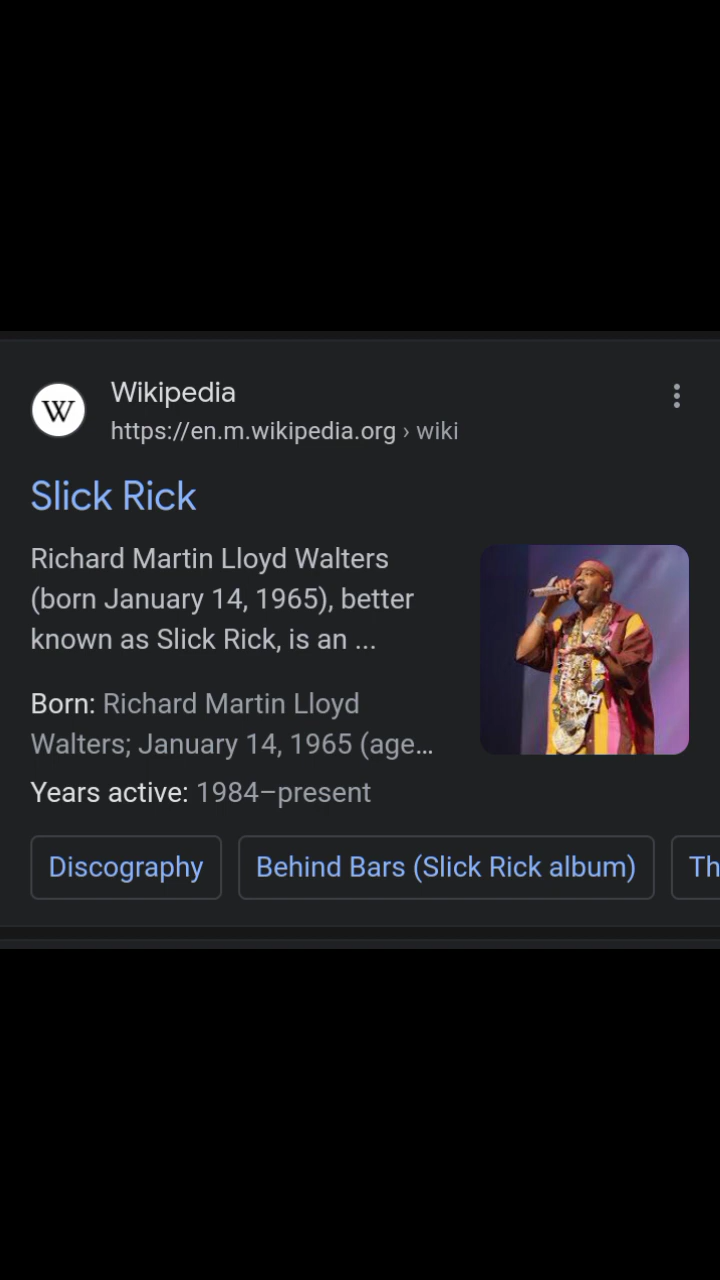 W
Wikipedia
https://en.m.wikipedia.org › wiki
Slick Rick
Richard Martin Lloyd Walters
(born January 14, 1965), better
known as Slick Rick, is an ...
Born: Richard Martin Lloyd
Walters; January 14, 1965 (age...
Years active: 1984–present
Discography
Behind Bars (Slick Rick album)
Th